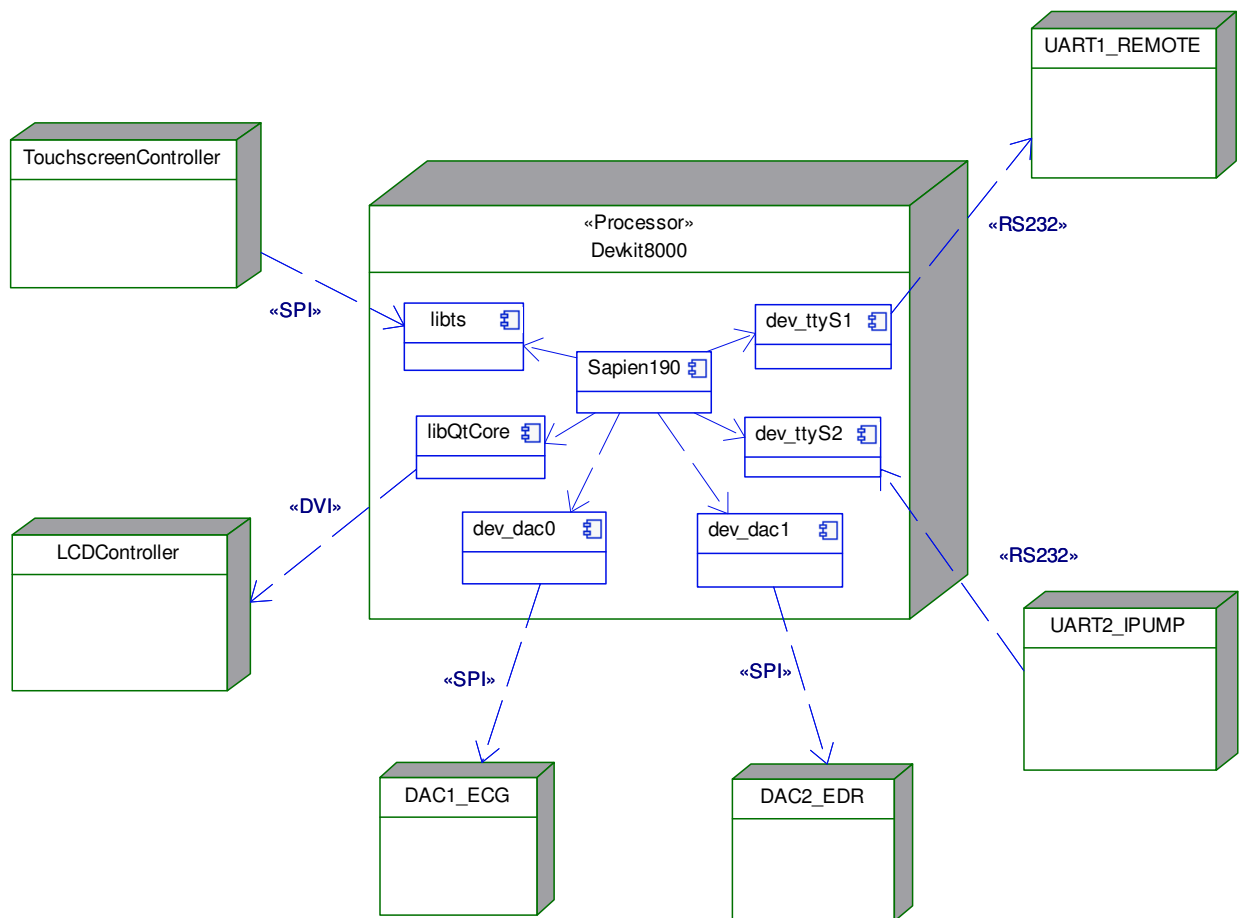 UART1_REMOTE
TouchscreenController
«Processor»
Devkit8000
«RS232»
«SPI»
libts
dev_ttyS1
Sapien190
libQtCore
dev_ttyS2
«DVI»
dev_dac0
dev_dac1
LCDController
«RS232»
UART2_IPUMP
«SPI»
«SPI»
DAC1_ECG
DAC2_EDR